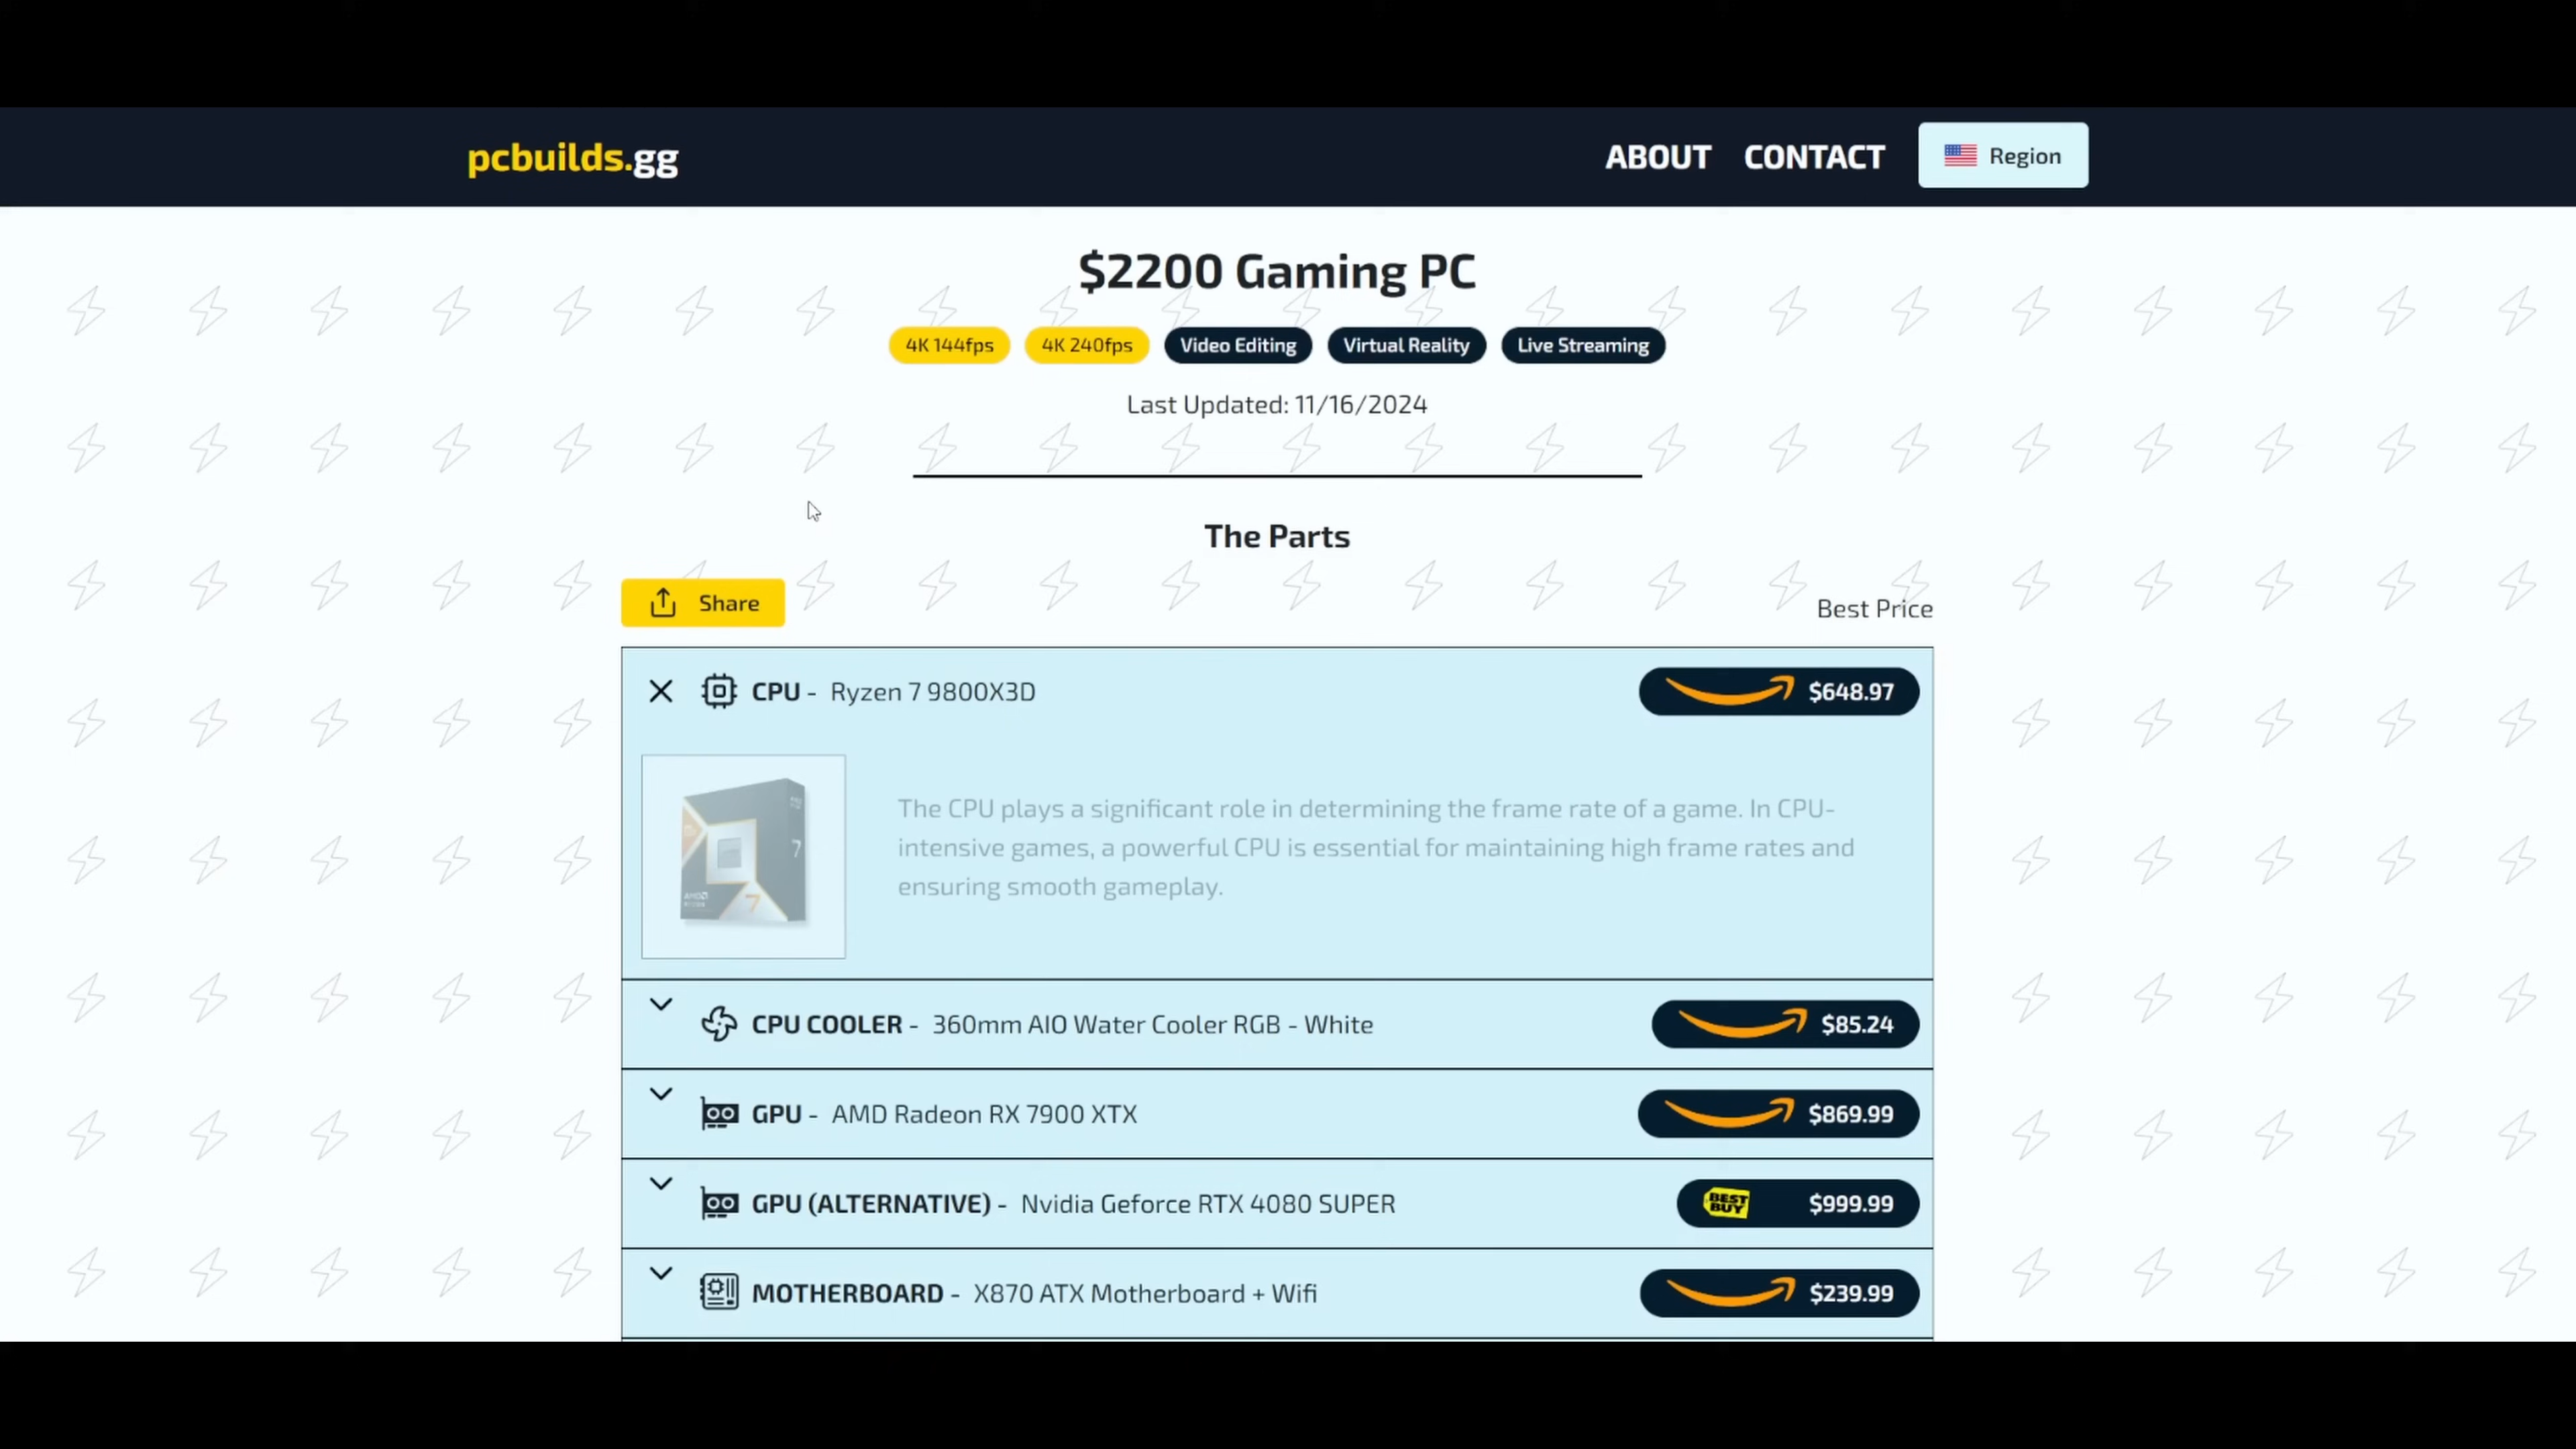 pcbuilds.gg
ABOUT CONTACT Region
$2200 Gaming PC
4K 144fps 4K 240fps Video Editing Virtual Reality Live Streaming
Last Updated: 11/16/2024
The Parts
Share
Best Price
CPU - Ryzen 7 9800X3D $648.97
The CPU plays a significant role in determining the frame rate of a game. In CPU-
intensive games, a powerful CPU is essential for maintaining high frame rates and
ensuring smooth gameplay.
7
7
CPU COOLER - 360mm AIO Water Cooler RGB - White $85.24
GPU - AMD Radeon RX 7900 XTX $869.99
GPU (ALTERNATIVE) - Nvidia Geforce RTX 4080 SUPER BEST BUY $999.99
MOTHERBOARD - X870 ATX Motherboard + Wifi $239.99